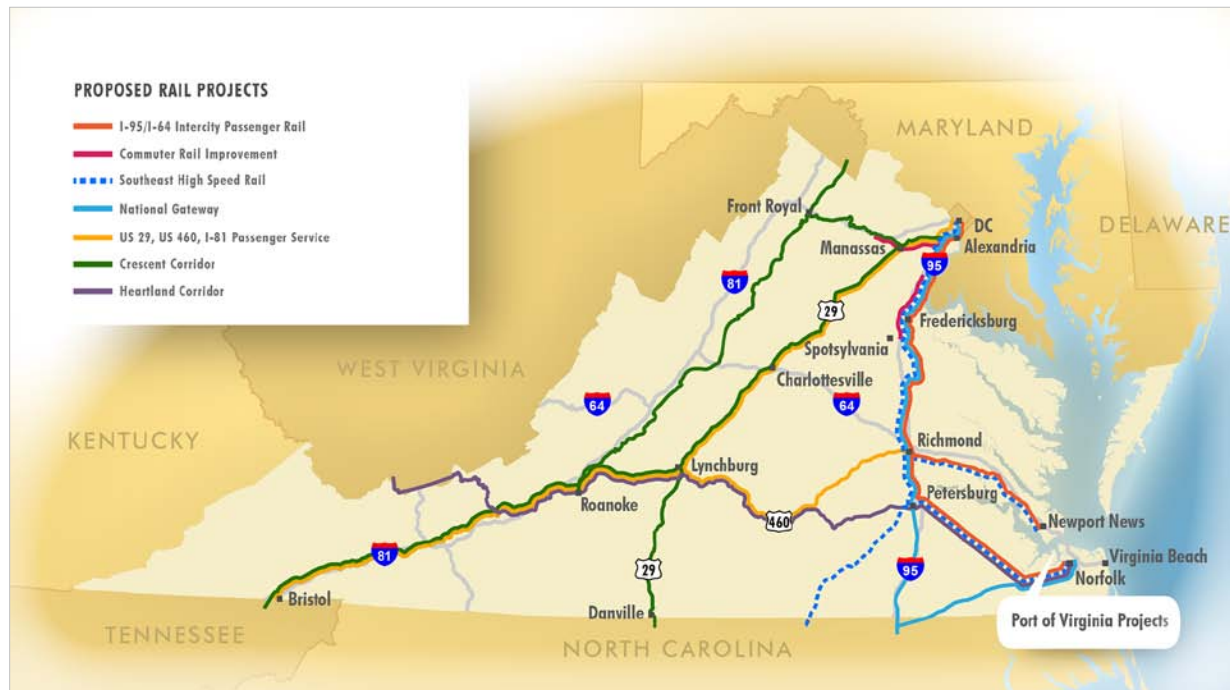 PROPOSED RAIL PROJECTS
I-95/I-64 Intercity Passenger Rail
Commuter Rail Improvement
Southeast High Speed Rail
National Gateway
US 29, US 460, I-81 Passenger Service
Crescent Corridor
Heartland Corridor
MARYLAND
DELAWARE
Front Royal
DC
Manassas
Alexandria
95
81
29
Fredericksburg
Spotsylvania
WEST VIRGINIA
Charlottesville
64
64
KENTUCKY
Richmond
Lynchburg
Roanoke
Petersburg
460
Newport News
81
29
95
Virginia Beach
Norfolk
Bristol
Danville
Port of Virginia Projects
TENNESSEE
NORTH CAROLINA